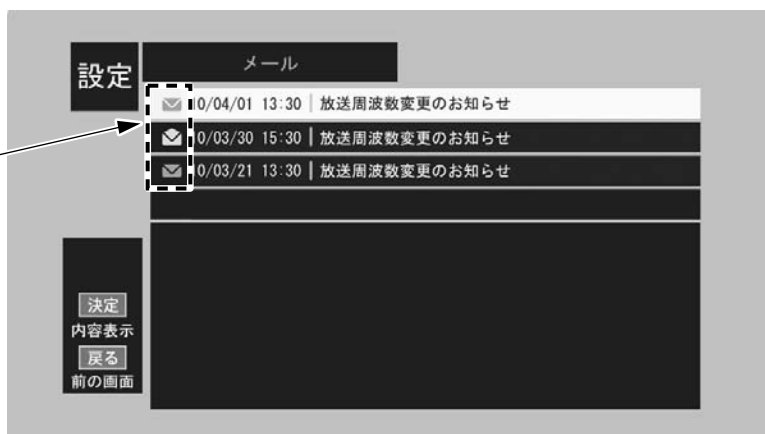 設定
メール
0/04/01 13:30 放送周波数変更のお知らせ
0/03/30 15:30 放送周波数変更のお知らせ
0/03/21 13:30 放送周波数変更のお知らせ
決定
内容表示
戻る
前の画面